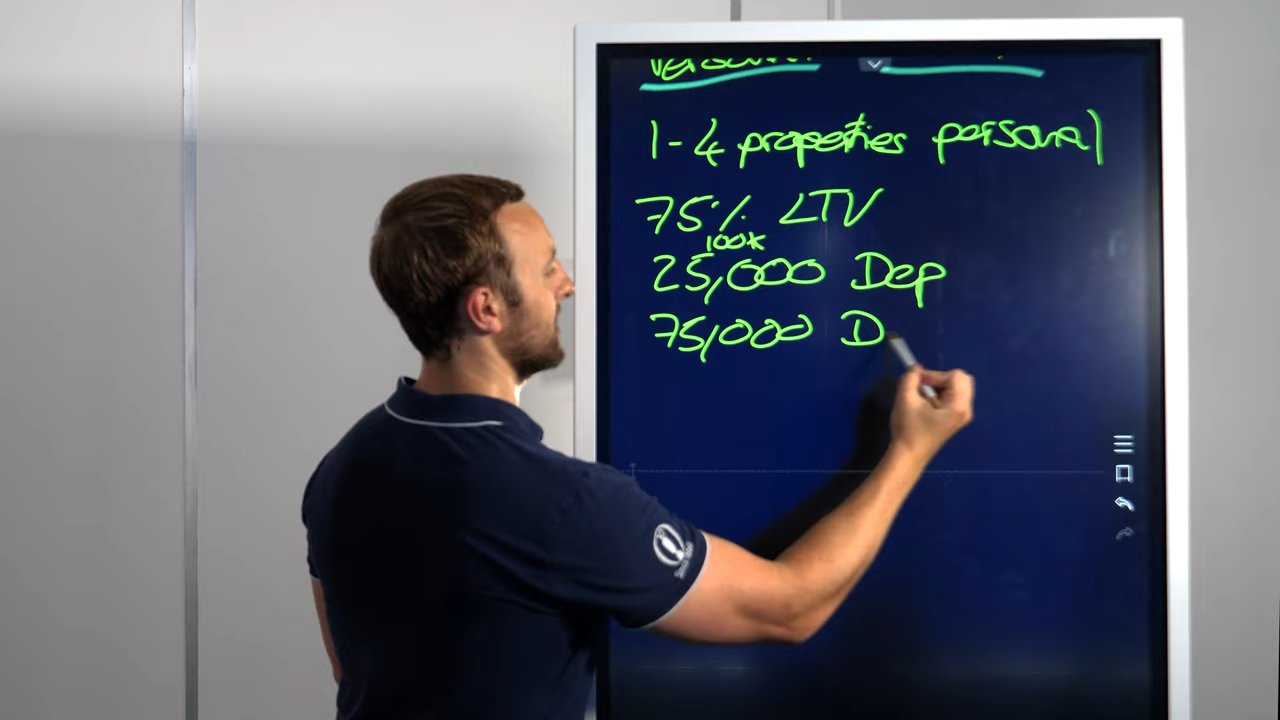 1-4 properties personal
75% LTV
100k
25,000 Dep
75,000 D